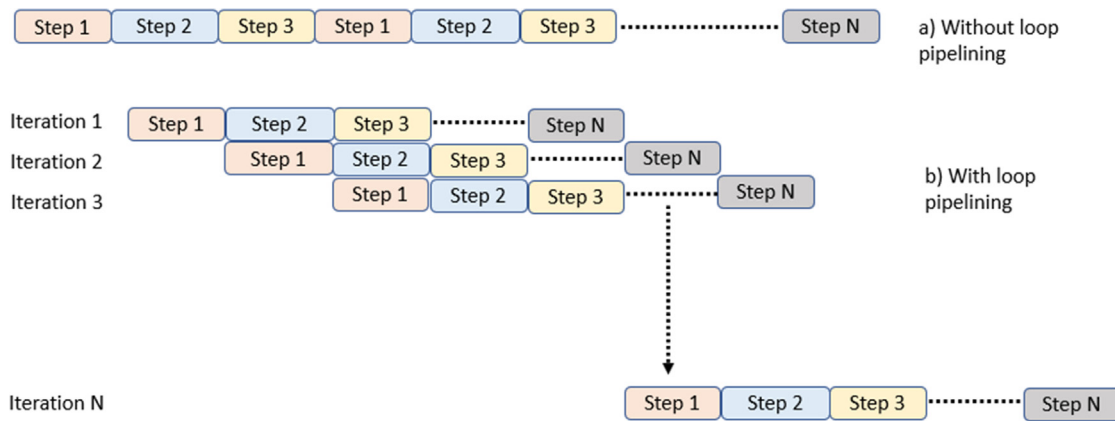 Step 1 Step 2 Step 3 Step 1 Step 2 Step 3 Step N
a) Without loop
pipelining
Iteration 1 Step 1 Step 2 Step 3 Step N
Iteration 2 Step 1 Step 2 Step 3 Step N
Iteration 3 Step 1 Step 2 Step 3 Step N
b) With loop
pipelining
Iteration N Step 1 Step 2 Step 3 Step N